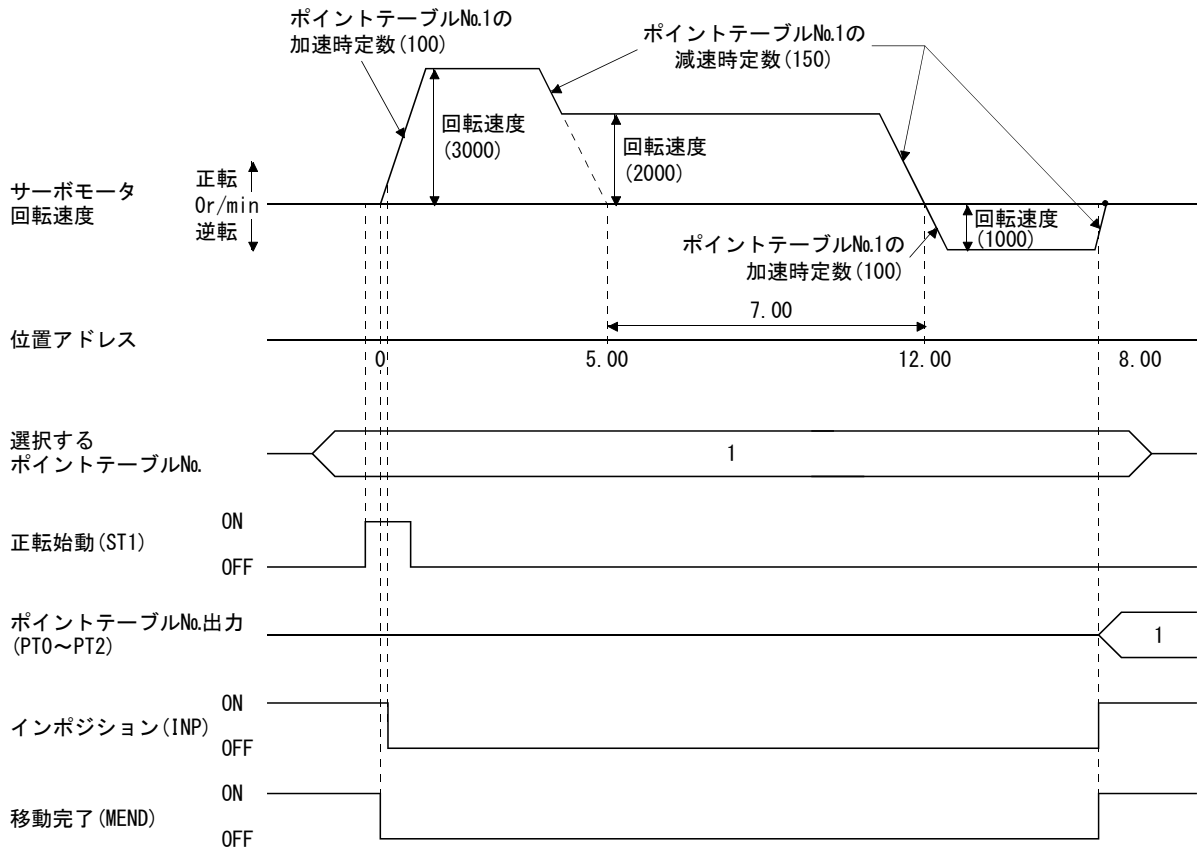 ポイントテーブル№1の
加速時定数(100)
ポイントテーブル№1の
減速時定数(150)
回転速度
(3000)
回転速度
(2000)
サーボモータ
回転速度
正転
0r/min
逆転
回転速度
(1000)
ポイントテーブル№1の
加速時定数(100)
7.00
位置アドレス
0
5.00
12.00
8.00
選択する
ポイントテーブル№.
1
正転始動(ST1)
ON
OFF
ポイントテーブル№出力
(PT0～PT2)
1
インポジション(INP)
ON
OFF
移動完了(MEND)
ON
OFF